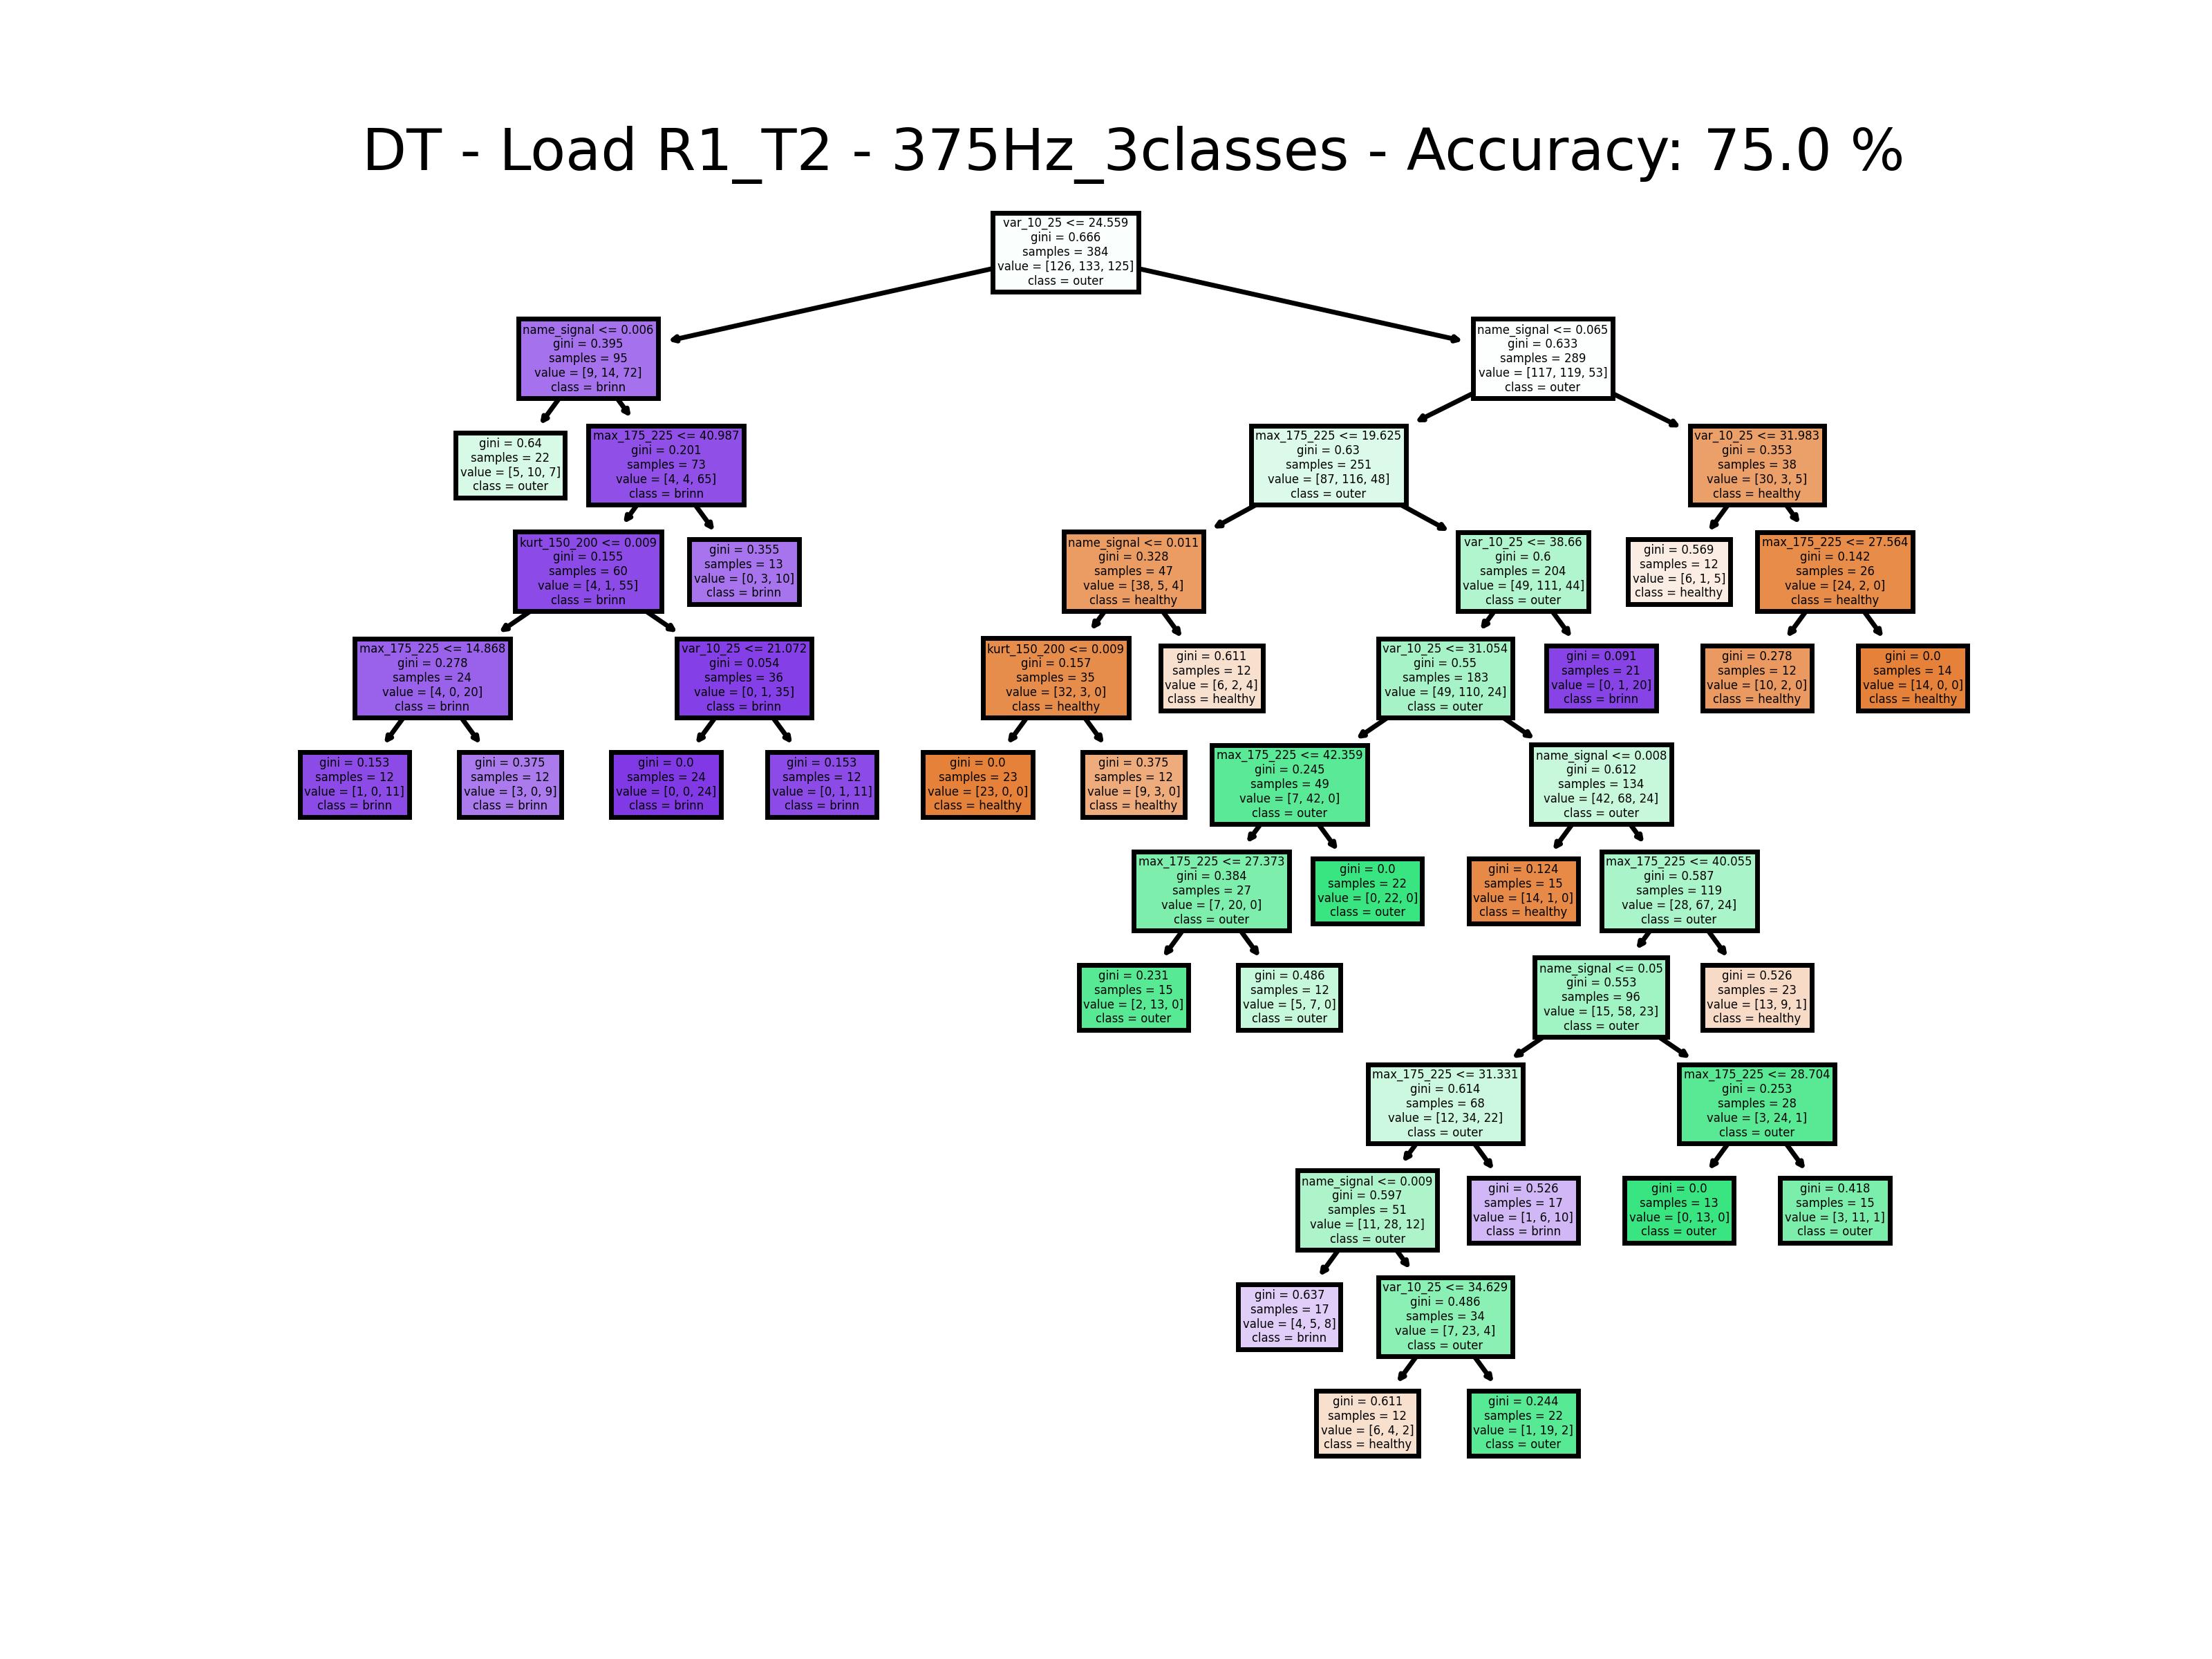 DT - Load R1_T2 - 375Hz_3classes - Accuracy: 75.0 %
var_10_25 <= 24.559
gini = 0.666
samples = 384
value = [126, 133, 125]
class = outer
name_signal <= 0.006
gini = 0.395
samples = 95
value = [9, 14, 72]
class = brinn
name_signal <= 0.065
gini = 0.633
samples = 289
value = [117, 119, 53]
class = outer
gini = 0.64
samples = 22
value = [5, 10, 7]
class = outer
max_175_225 <= 40.987
gini = 0.201
samples = 73
value = [4, 4, 65]
class = brinn
max_175_225 <= 19.625
gini = 0.63
samples = 251
value = [87, 116, 48]
class = outer
var_10_25 <= 31.983
gini = 0.353
samples = 38
value = [30, 3, 5]
class = healthy
kurt_150_200 <= 0.009
gini = 0.155
samples = 60
value = [4, 1, 55]
class = brinn
gini = 0.355
samples = 13
value = [0, 3, 10]
class = brinn
name_signal <= 0.011
gini = 0.328
samples = 47
value = [38, 5, 4]
class = healthy
var_10_25 <= 38.66
gini = 0.6
samples = 204
value = [49, 111, 44]
class = outer
gini = 0.569
samples = 12
value = [6, 1, 5]
class = healthy
max_175_225 <= 27.564
gini = 0.142
samples = 26
value = [24, 2, 0]
class = healthy
max_175_225 <= 14.868
gini = 0.278
samples = 24
value = [4, 0, 20]
class = brinn
var_10_25 <= 21.072
gini = 0.054
samples = 36
value = [0, 1, 35]
class = brinn
kurt_150_200 <= 0.009
gini = 0.157
samples = 35
value = [32, 3, 0]
class = healthy
gini = 0.611
samples = 12
value = [6, 2, 4]
class = healthy
var_10_25 <= 31.054
gini = 0.55
samples = 183
value = [49, 110, 24]
class = outer
gini = 0.091
samples = 21
value = [0, 1, 20]
class = brinn
gini = 0.278
samples = 12
value = [10, 2, 0]
class = healthy
gini = 0.0
samples = 14
value = [14, 0, 0]
class = healthy
gini = 0.153
samples = 12
value = [1, 0, 11]
class = brinn
gini = 0.375
samples = 12
value = [3, 0, 9]
class = brinn
gini = 0.0
samples = 24
value = [0, 0, 24]
class = brinn
gini = 0.153
samples = 12
value = [0, 1, 11]
class = brinn
gini = 0.0
samples = 23
value = [23, 0, 0]
class = healthy
gini = 0.375
samples = 12
value = [9, 3, 0]
class = healthy
max_175_225 <= 42.359
gini = 0.245
samples = 49
value = [7, 42, 0]
class = outer
name_signal <= 0.008
gini = 0.612
samples = 134
value = [42, 68, 24]
class = outer
max_175_225 <= 27.373
gini = 0.384
samples = 27
value = [7, 20, 0]
class = outer
gini = 0.0
samples = 22
value = [0, 22, 0]
class = outer
gini = 0.124
samples = 15
value = [14, 1, 0]
class = healthy
max_175_225 <= 40.055
gini = 0.587
samples = 119
value = [28, 67, 24]
class = outer
gini = 0.231
samples = 15
value = [2, 13, 0]
class = outer
gini = 0.486
samples = 12
value = [5, 7, 0]
class = outer
name_signal <= 0.05
gini = 0.553
samples = 96
value = [15, 58, 23]
class = outer
gini = 0.526
samples = 23
value = [13, 9, 1]
class = healthy
max_175_225 <= 31.331
gini = 0.614
samples = 68
value = [12, 34, 22]
class = outer
max_175_225 <= 28.704
gini = 0.253
samples = 28
value = [3, 24, 1]
class = outer
name_signal <= 0.009
gini = 0.597
samples = 51
value = [11, 28, 12]
class = outer
gini = 0.526
samples = 17
value = [1, 6, 10]
class = brinn
gini = 0.0
samples = 13
value = [0, 13, 0]
class = outer
gini = 0.418
samples = 15
value = [3, 11, 1]
class = outer
gini = 0.637
samples = 17
value = [4, 5, 8]
class = brinn
var_10_25 <= 34.629
gini = 0.486
samples = 34
value = [7, 23, 4]
class = outer
gini = 0.611
samples = 12
value = [6, 4, 2]
class = healthy
gini = 0.244
samples = 22
value = [1, 19, 2]
class = outer